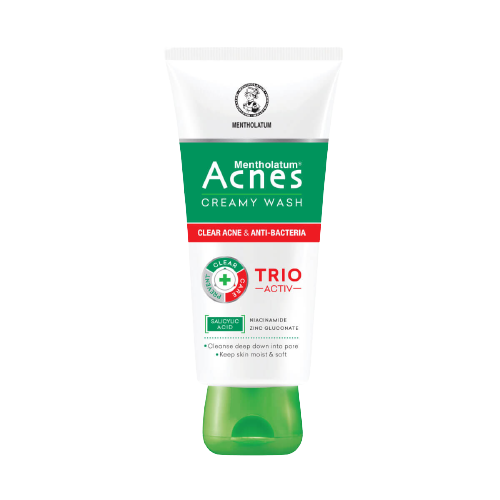 MENTHOLATUM
Mentholatum®
Acnes
CREAMY WASH
CLEAR ACNE & ANTI-BACTERIA
CLEAR
CARE
PREVENT
TRIO
ACTIV
SALICYLIC
ACID
NIACINAMIDE
ZINC GLUCONATE
• Cleanse deep down into pore
• Keep skin moist & soft